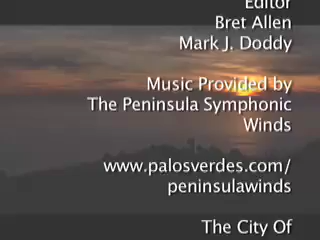 Editor
Bret Allen
Mark J. Doddy
Music Provided by
The Peninsula Symphonic
Winds
www.palosverdes.com/
peninsulawinds
The City Of